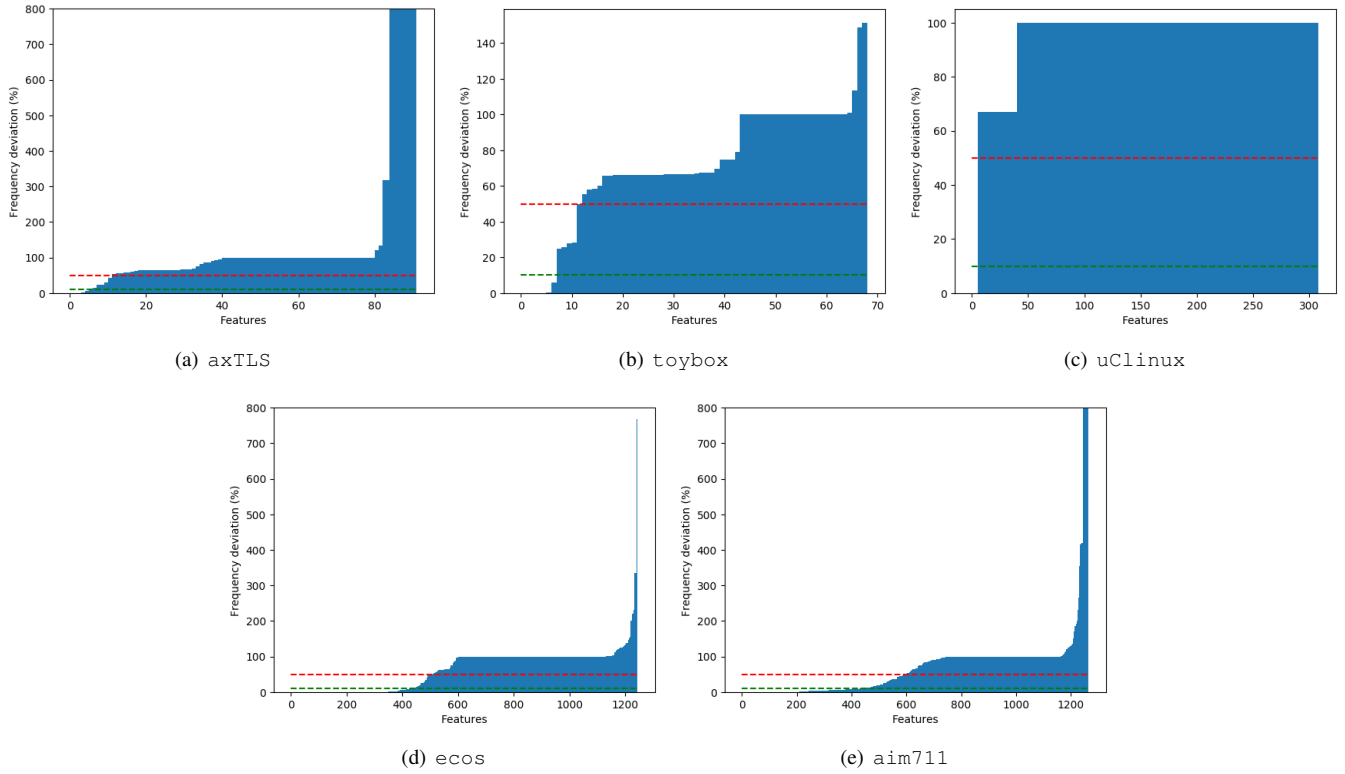 800
700
600
500
400
300
200
100
0
Frequency deviation (%)
0 20 40 60 80
Features
(a) axTLS
140
120
100
80
60
40
20
0
Frequency deviation (%)
0 10 20 30 40 50 60 70
Features
(b) toybox
100
80
60
40
20
0
Frequency deviation (%)
0 50 100 150 200 250 300
Features
(c) uClinux
800
700
600
500
400
300
200
100
0
Frequency deviation (%)
0 200 400 600 800 1000 1200
Features
(d) ecos
800
700
600
500
400
300
200
100
0
Frequency deviation (%)
0 200 400 600 800 1000 1200
Features
(e) aim711